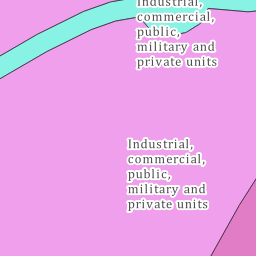 Industrial,
commercial,
public,
military and
private units
Industrial,
commercial,
public,
military and
private units